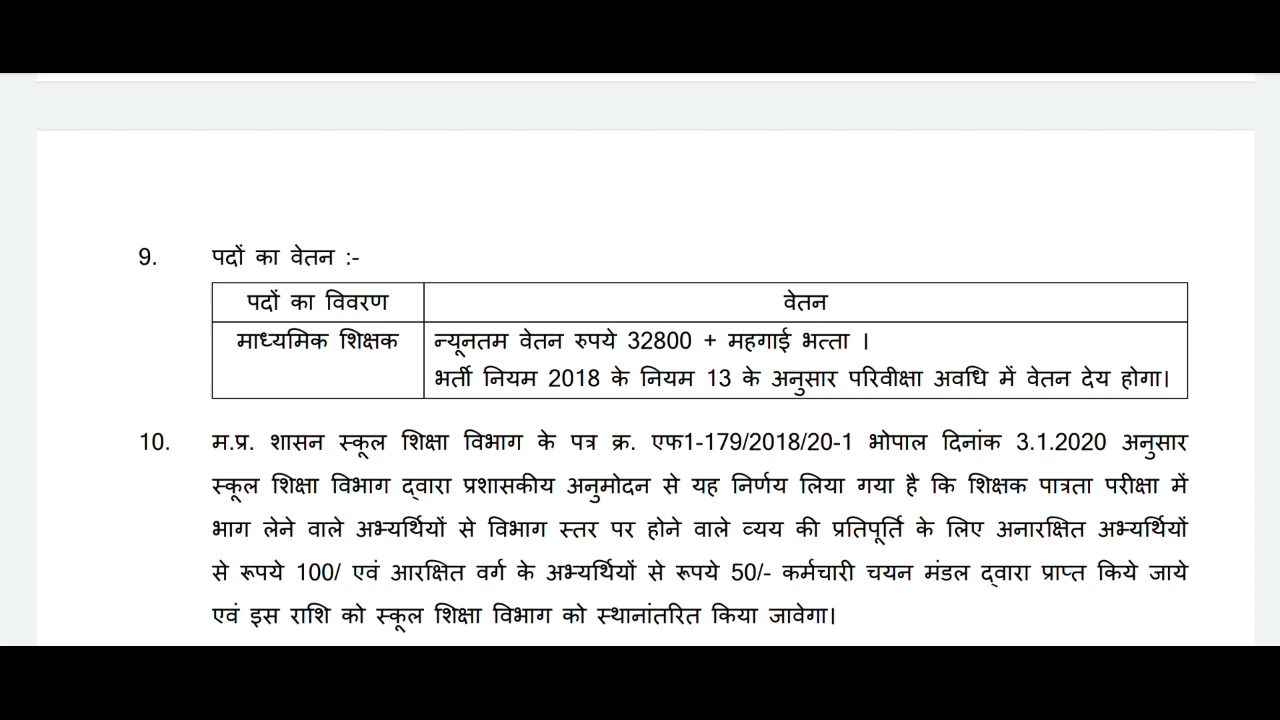 9. पदों का वेतन :-
पदों का विवरण वेतन
माध्यमिक शिक्षक न्यूनतम वेतन रुपये 32800 + महगाई भत्ता ।
भर्ती नियम 2018 के नियम 13 के अनुसार परिवीक्षा अवधि में वेतन देय होगा।
10. म.प्र. शासन स्कूल शिक्षा विभाग के पत्र क्र. एफ1-179/2018/20-1 भोपाल दिनांक 3.1.2020 अनुसार
स्कूल शिक्षा विभाग द्वारा प्रशासकीय अनुमोदन से यह निर्णय लिया गया है कि शिक्षक पात्रता परीक्षा में
भाग लेने वाले अभ्यर्थियों से विभाग स्तर पर होने वाले व्यय की प्रतिपूर्ति के लिए अनारक्षित अभ्यर्थियों
से रूपये 100/ एवं आरक्षित वर्ग के अभ्यर्थियों से रूपये 50/- कर्मचारी चयन मंडल द्वारा प्राप्त किये जाये
एवं इस राशि को स्कूल शिक्षा विभाग को स्थानांतरित किया जावेगा।